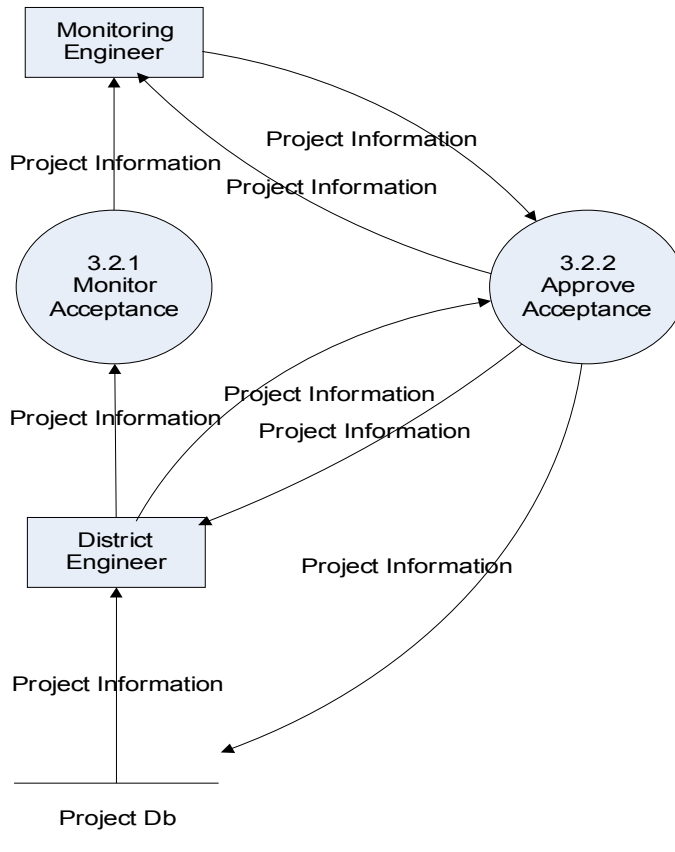 Monitoring
Engineer
Project Information
Project Information
Project Information
3.2.1
Monitor
Acceptance
3.2.2
Approve
Acceptance
Project Information
Project Information
Project Information
District
Engineer
Project Information
Project Information
Project Db